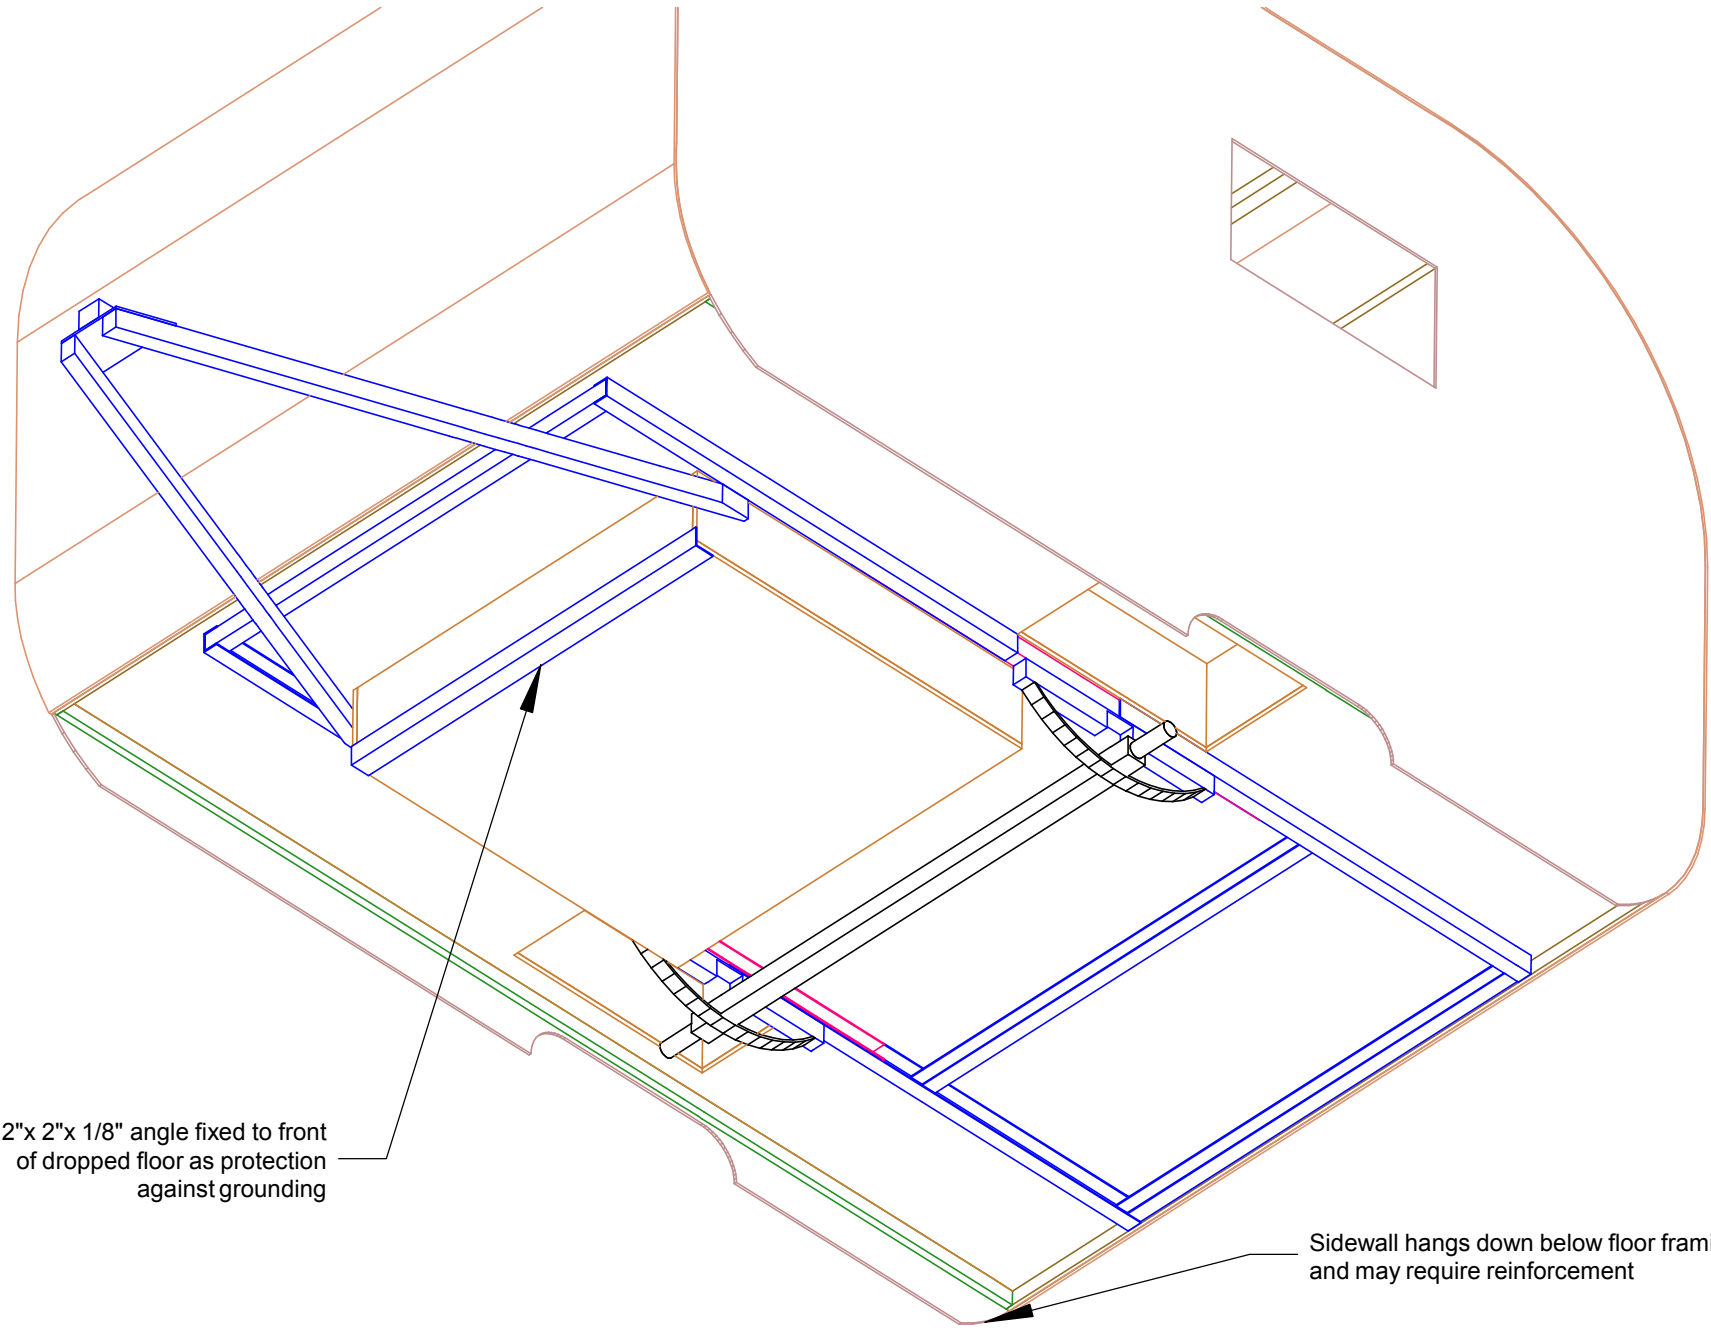 2"x 2"x 1/8" angle fixed to front
of dropped floor as protection
against grounding
Sidewall hangs down below floor
and may require reinforcement